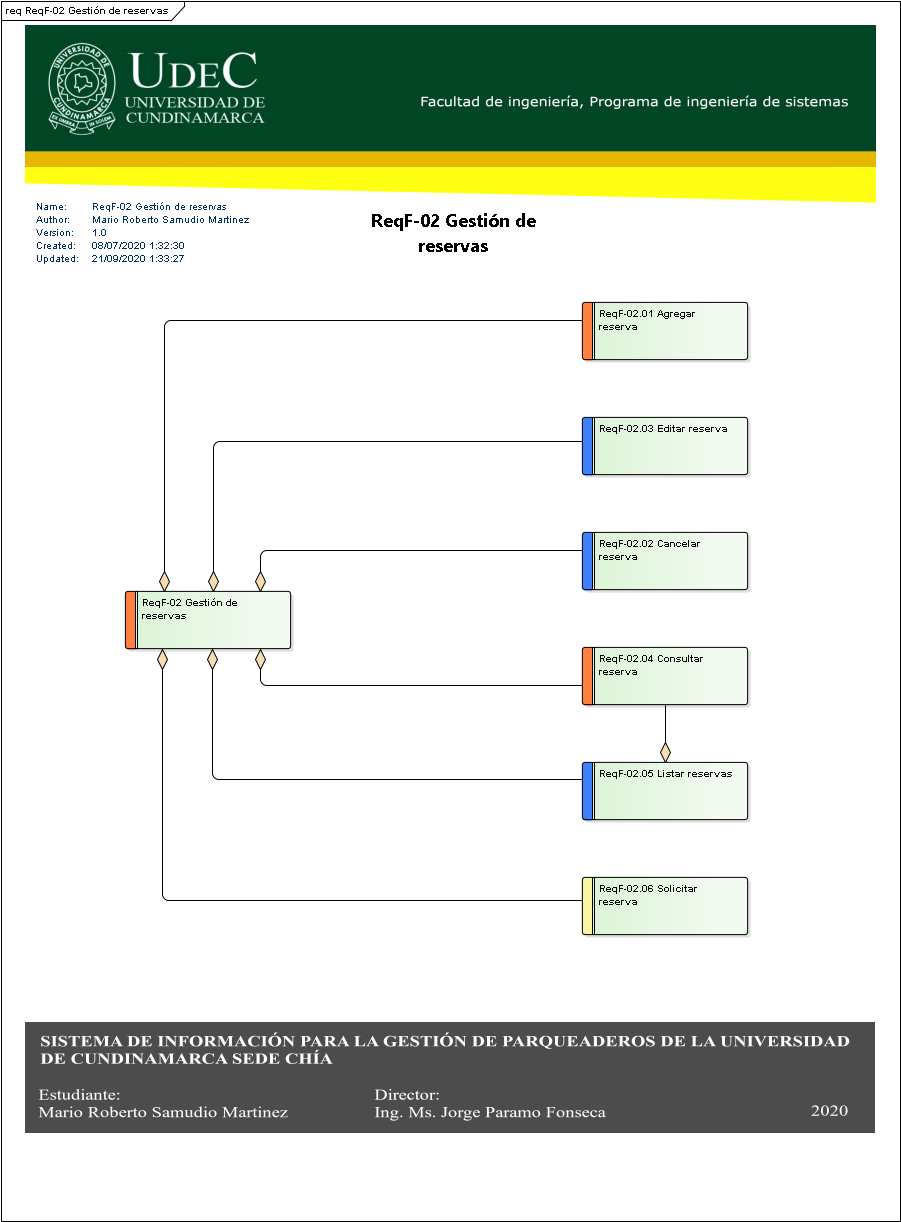 req ReqF-02 Gestión de reservas
UNIVERSIDAD DE
CUNDINAMARCA
UDEC
UNIVERSIDAD DE
CUNDINAMARCA
Facultad de ingeniería, Programa de ingeniería de sistemas
Name: ReqF-02 Gestión de reservas
Author: Mario Roberto Samudio Martinez
Version: 1.0
Created: 08/07/2020 1:32:30
Updated: 21/09/2020 1:33:27
ReqF-02 Gestión de
reservas
ReqF-02.01 Agregar
reserva
ReqF-02.03 Editar reserva
ReqF-02.02 Cancelar
reserva
ReqF-02 Gestión de
reservas
ReqF-02.04 Consultar
reserva
ReqF-02.05 Listar reservas
ReqF-02.06 Solicitar
reserva
SISTEMA DE INFORMACIÓN PARA LA GESTIÓN DE PARQUEADEROS DE LA UNIVERSIDAD
DE CUNDINAMARCA SEDE CHÍA
Estudiante:
Mario Roberto Samudio Martinez
Director:
Ing. Ms. Jorge Paramo Fonseca
2020